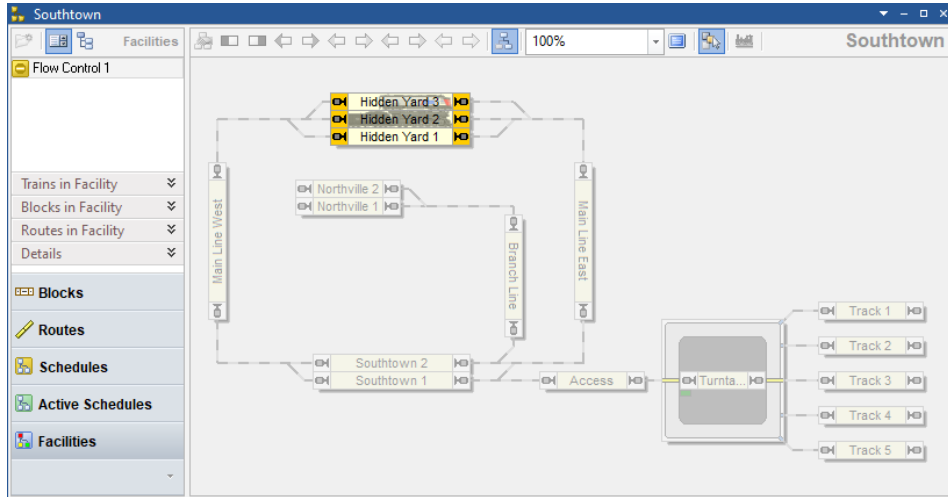 Southtown
Facilities
100%
Southtown
Flow Control 1
Trains in Facility
Blocks in Facility
Routes in Facility
Details
Blocks
Routes
Schedules
Active Schedules
Facilities
Hidden Yard 3
Hidden Yard 2
Hidden Yard 1
Northville 2
Northville 1
Main Line West
Branch Line
Main Line East
Southtown 2
Southtown 1
Access
Turnta...
Track 1
Track 2
Track 3
Track 4
Track 5